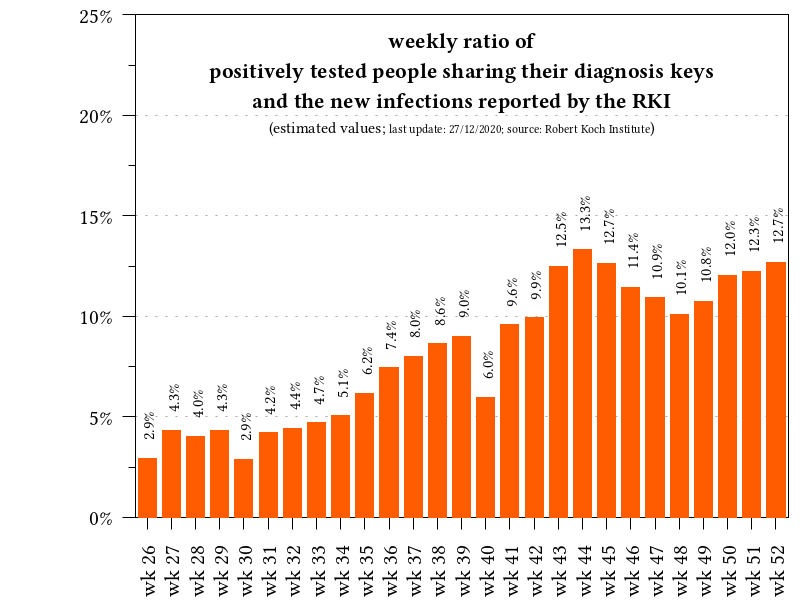 weekly ratio of
positively tested people sharing their diagnosis keys
and the new infections reported by the RKI
(estimated values; last update: 27/12/2020; source: Robert Koch Institute)
25%
20%
15%
10%
5%
0%
2.9%
4.3%
4.0%
4.3%
2.9%
4.2%
4.4%
4.7%
5.1%
6.2%
7.4%
8.0%
8.6%
9.0%
6.0%
9.6%
9.9%
12.5%
13.3%
12.7%
11.4%
10.9%
10.1%
10.8%
12.0%
12.3%
12.7%
wk 26
wk 27
wk 28
wk 29
wk 30
wk 31
wk 32
wk 33
wk 34
wk 35
wk 36
wk 37
wk 38
wk 39
wk 40
wk 41
wk 42
wk 43
wk 44
wk 45
wk 46
wk 47
wk 48
wk 49
wk 50
wk 51
wk 52